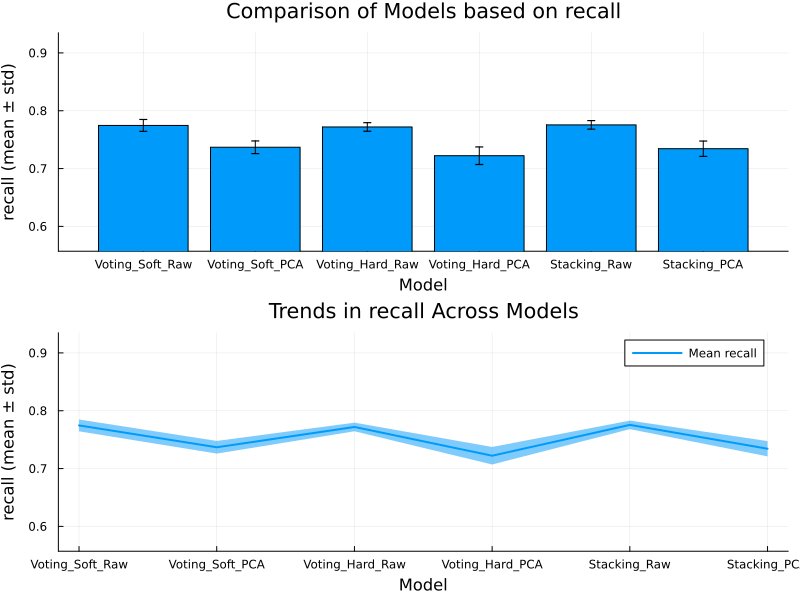 Comparison of Models based on recall
recall (mean ± std)
0.9
0.8
0.7
0.6
Voting_Soft_Raw Voting_Soft_PCA Voting_Hard_Raw Voting_Hard_PCA Stacking_Raw Stacking_PCA
Model
Trends in recall Across Models
recall (mean ± std)
Mean recall
0.9
0.8
0.7
0.6
Voting_Soft_Raw Voting_Soft_PCA Voting_Hard_Raw Voting_Hard_PCA Stacking_Raw Stacking_PC
Model